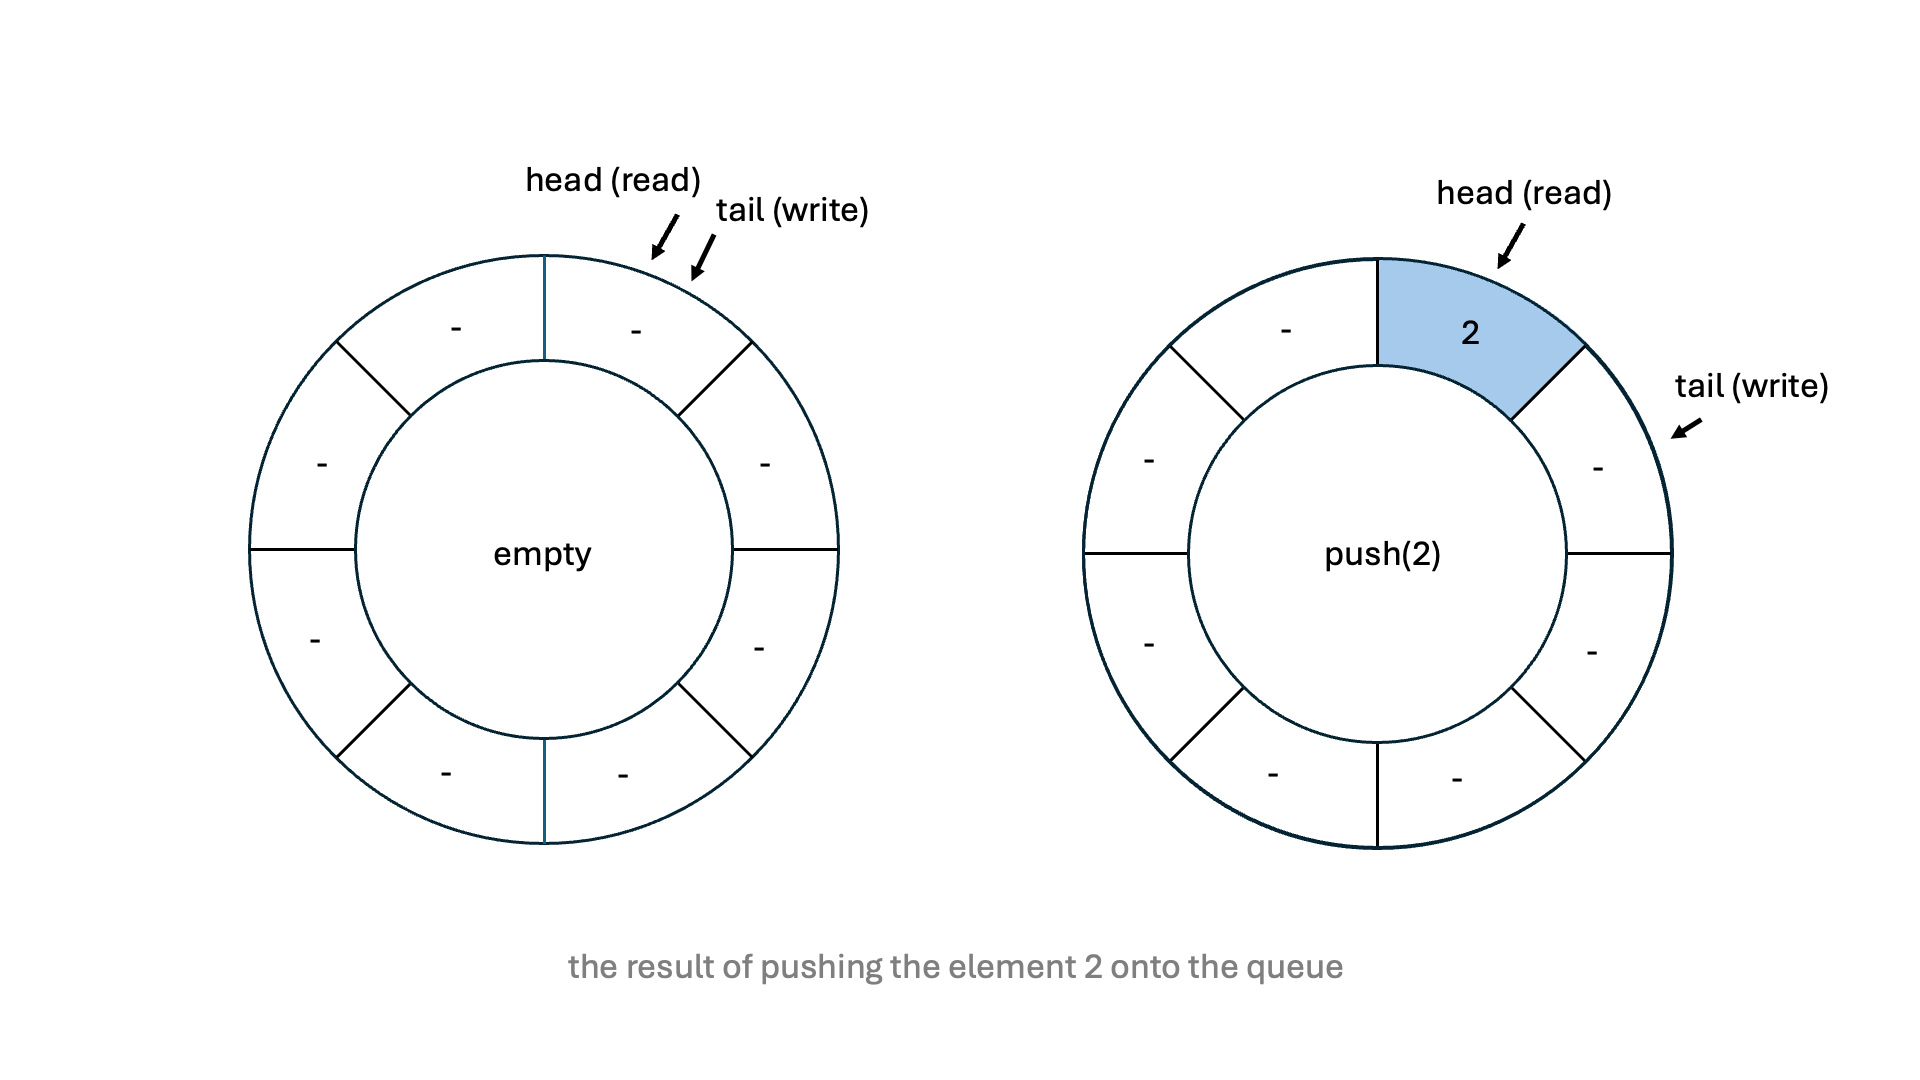 head (read)
tail (write)
-
-
-
-
empty
-
-
-
-
head (read)
-
2
tail (write)
-
-
push(2)
-
-
-
-
the result of pushing the element 2 onto the queue